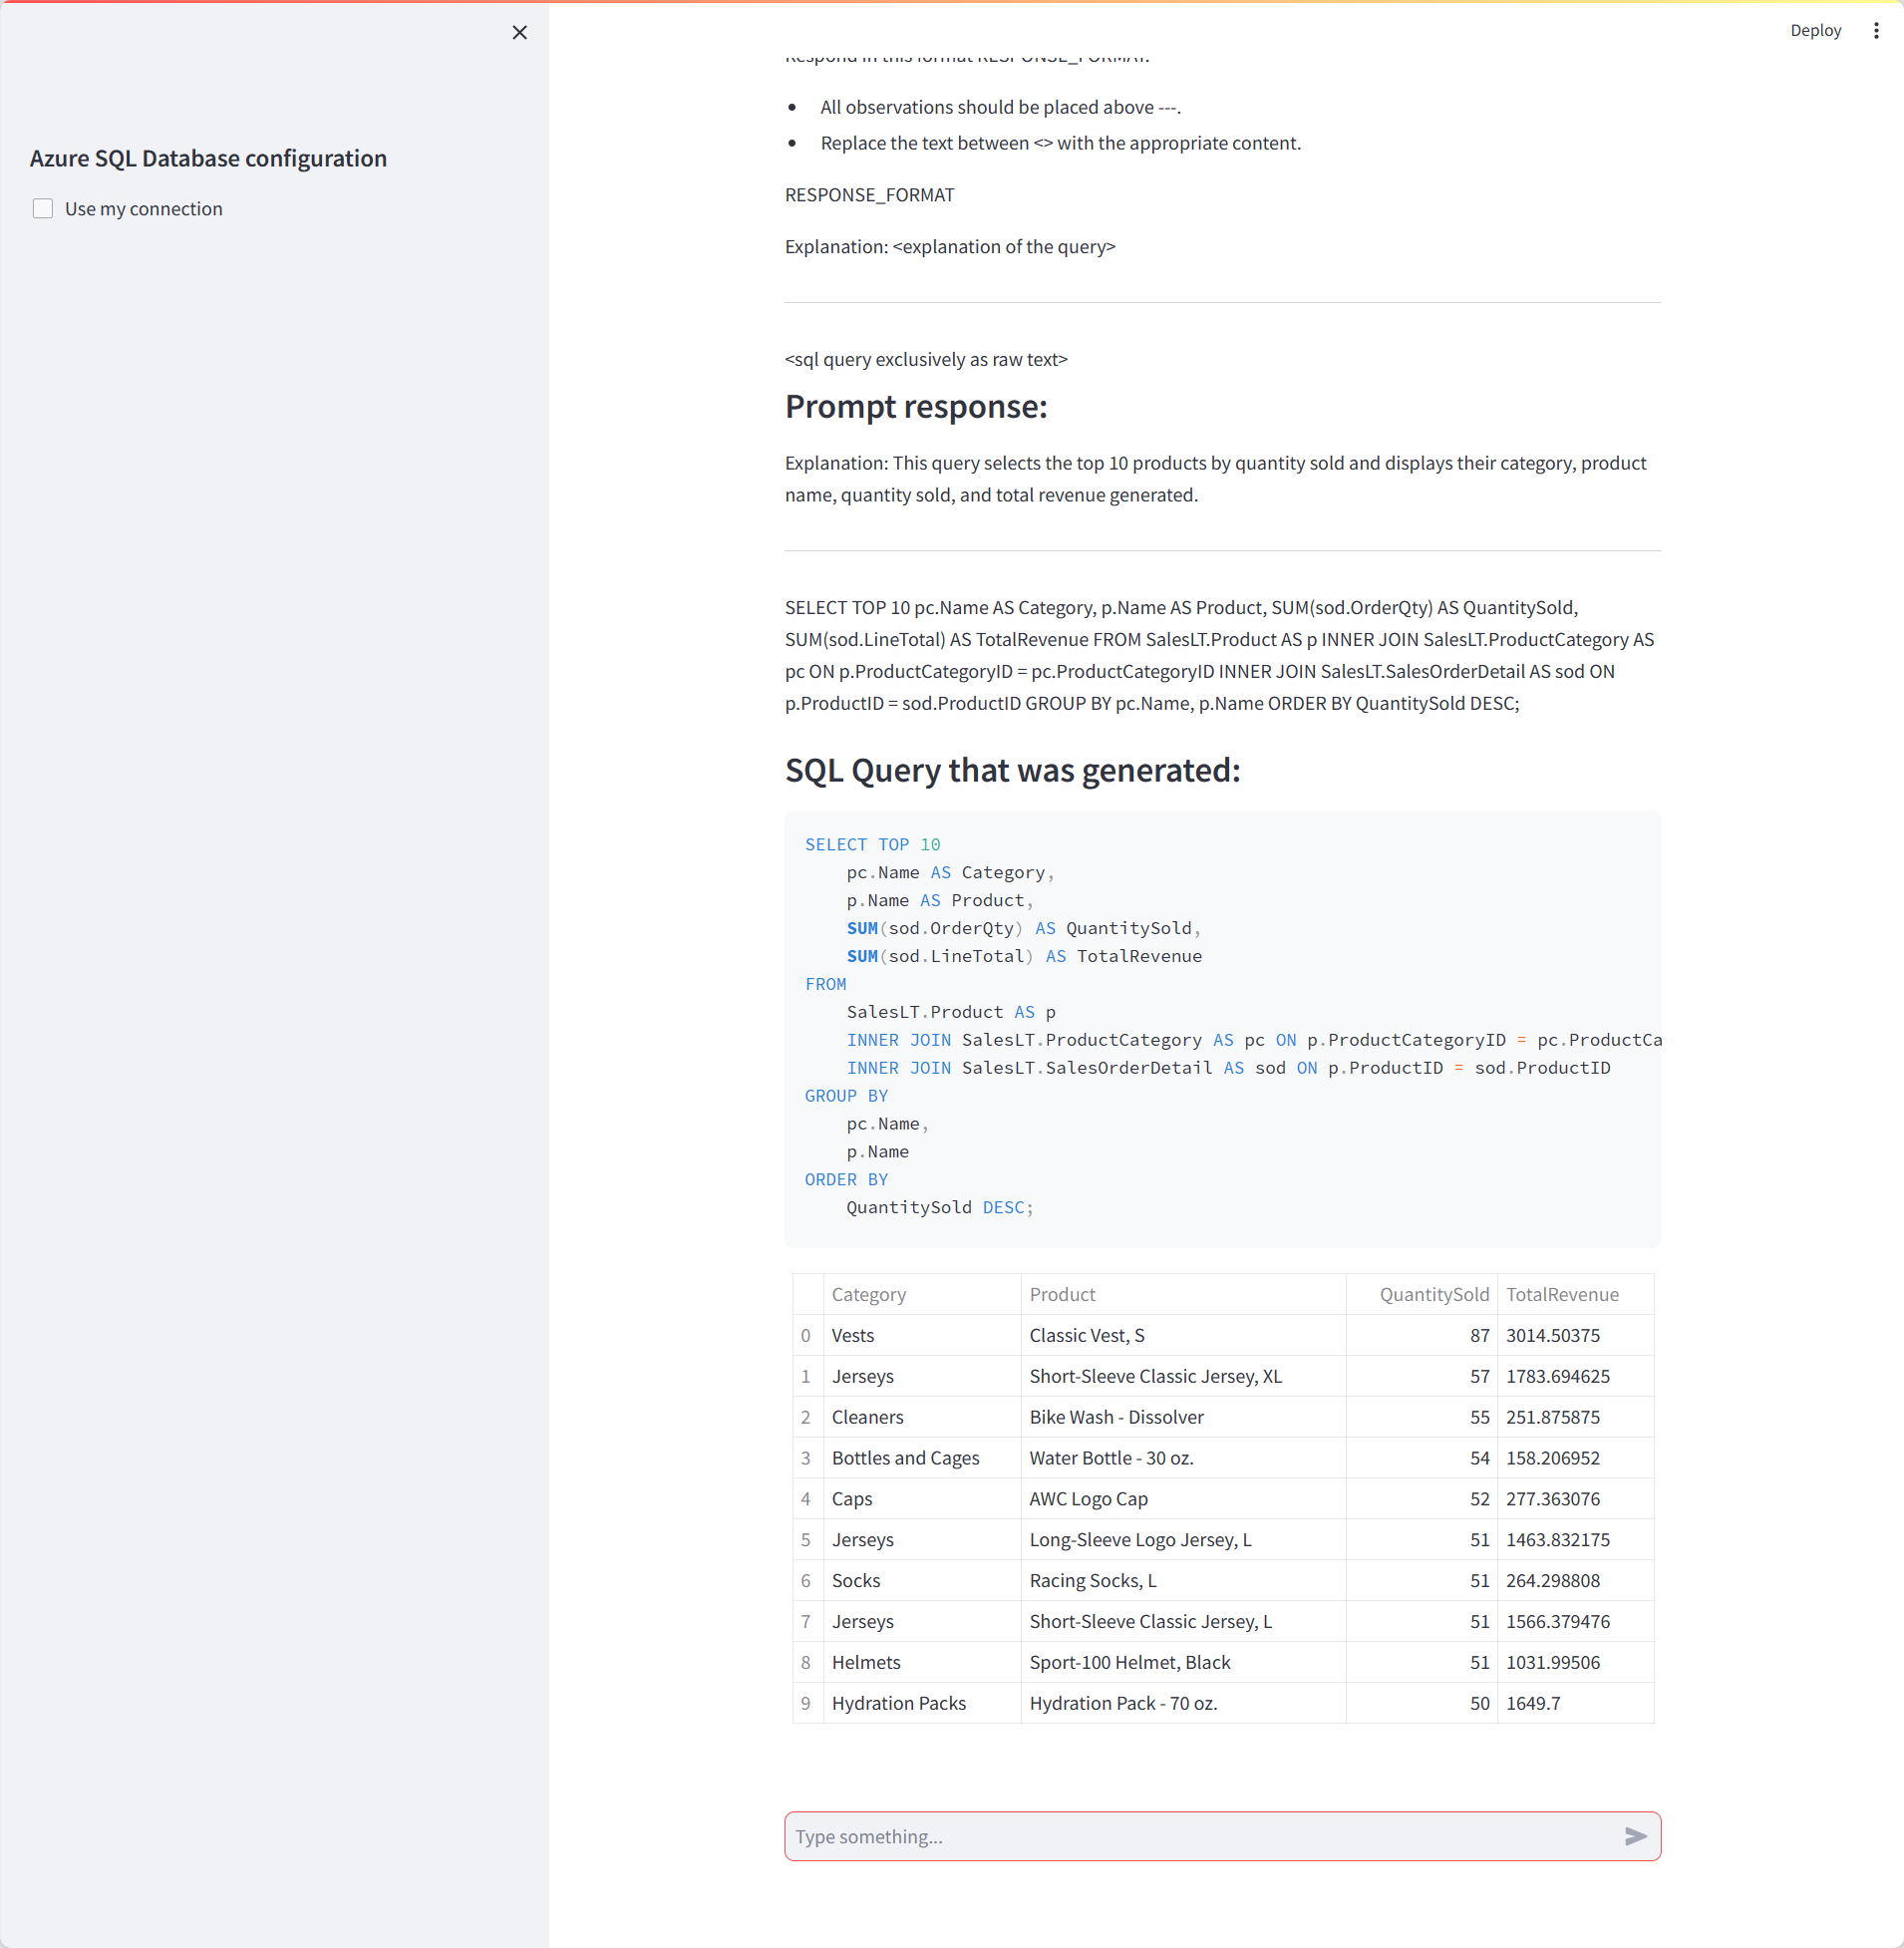 Deploy
Azure SQL Database configuration
Use my connection
Respond in this format RESPONSE_FORMAT.
All observations should be placed above ---.
Replace the text between <> with the appropriate content.
RESPONSE_FORMAT
Explanation: <explanation of the query>
<sql query exclusively as raw text>
Prompt response:
Explanation: This query selects the top 10 products by quantity sold and displays their category, product
name, quantity sold, and total revenue generated.
SELECT TOP 10 pc.Name AS Category, p.Name AS Product, SUM(sod.OrderQty) AS QuantitySold,
SUM(sod.LineTotal) AS TotalRevenue FROM SalesLT.Product AS p INNER JOIN SalesLT.ProductCategory AS
pc ON p.ProductCategoryID = pc.ProductCategoryID INNER JOIN SalesLT.SalesOrderDetail AS sod ON
p.ProductID = sod.ProductID GROUP BY pc.Name, p.Name ORDER BY QuantitySold DESC;
SQL Query that was generated:
SELECT TOP 10
pc.Name AS Category,
p.Name AS Product,
SUM(sod.OrderQty) AS QuantitySold,
SUM(sod.LineTotal) AS TotalRevenue
FROM
SalesLT.Product AS p
INNER JOIN SalesLT.ProductCategory AS pc ON p.ProductCategoryID = pc.ProductCa
INNER JOIN SalesLT.SalesOrderDetail AS sod ON p.ProductID = sod.ProductID
GROUP BY
pc.Name,
p.Name
ORDER BY
QuantitySold DESC;
Category Product QuantitySold TotalRevenue
0 Vests Classic Vest, S 87 3014.50375
1 Jerseys Short-Sleeve Classic Jersey, XL 57 1783.694625
2 Cleaners Bike Wash - Dissolver 55 251.875875
3 Bottles and Cages Water Bottle - 30 oz. 54 158.206952
4 Caps AWC Logo Cap 52 277.363076
5 Jerseys Long-Sleeve Logo Jersey, L 51 1463.832175
6 Socks Racing Socks, L 51 264.298808
7 Jerseys Short-Sleeve Classic Jersey, L 51 1566.379476
8 Helmets Sport-100 Helmet, Black 51 1031.99506
9 Hydration Packs Hydration Pack - 70 oz. 50 1649.7
Type something...